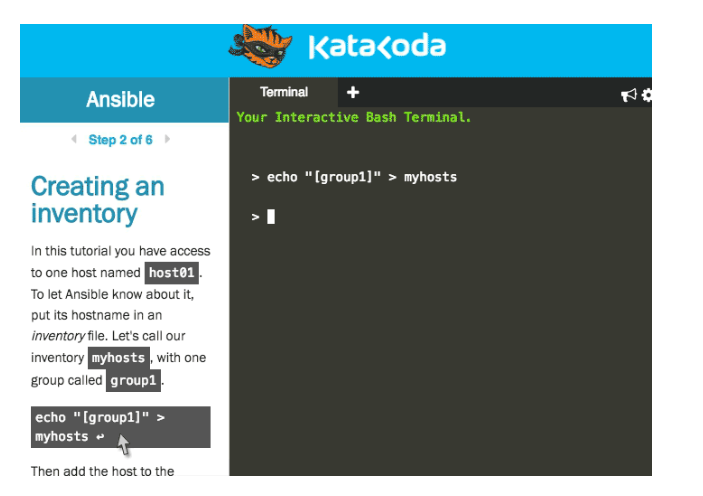 Katacoda
Ansible
Step 2 of 6
Creating an
inventory
In this tutorial you have access
to one host named host01 .
To let Ansible know about it,
put its hostname in an
inventory file. Let's call our
inventory myhosts , with one
group called group1 .
echo "[group1]" >
myhosts ↵
Then add the host to the
Terminal +
Your Interactive Bash Terminal.
> echo "[group1]" > myhosts
>